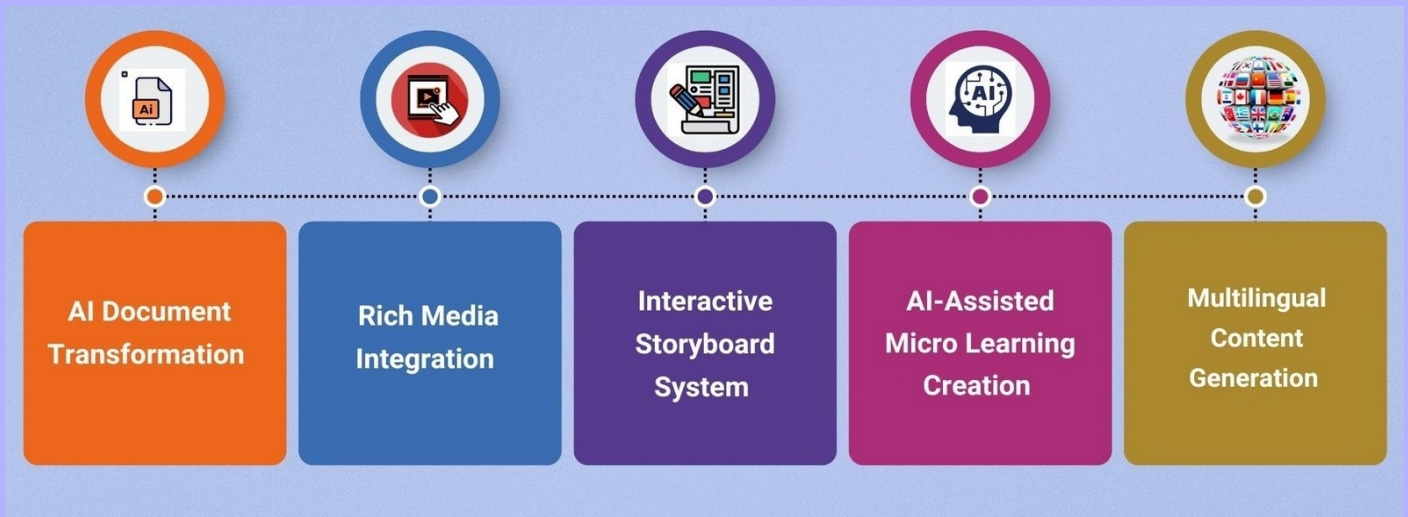 Ai
AI
AI Document
Transformation
Rich Media
Integration
Interactive
Storyboard
System
AI-Assisted
Micro Learning
Creation
Multilingual
Content
Generation